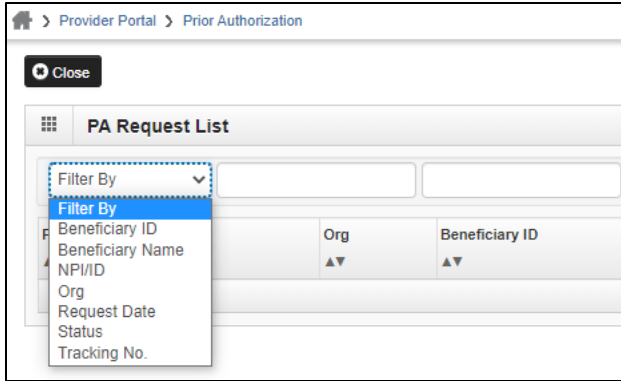 Provider Portal > Prior Authorization
Close
PA Request List
Filter By
Filter By
Beneficiary ID
Beneficiary Name
NPI/ID
Org
Request Date
Status
Tracking No.
Org
Beneficiary ID